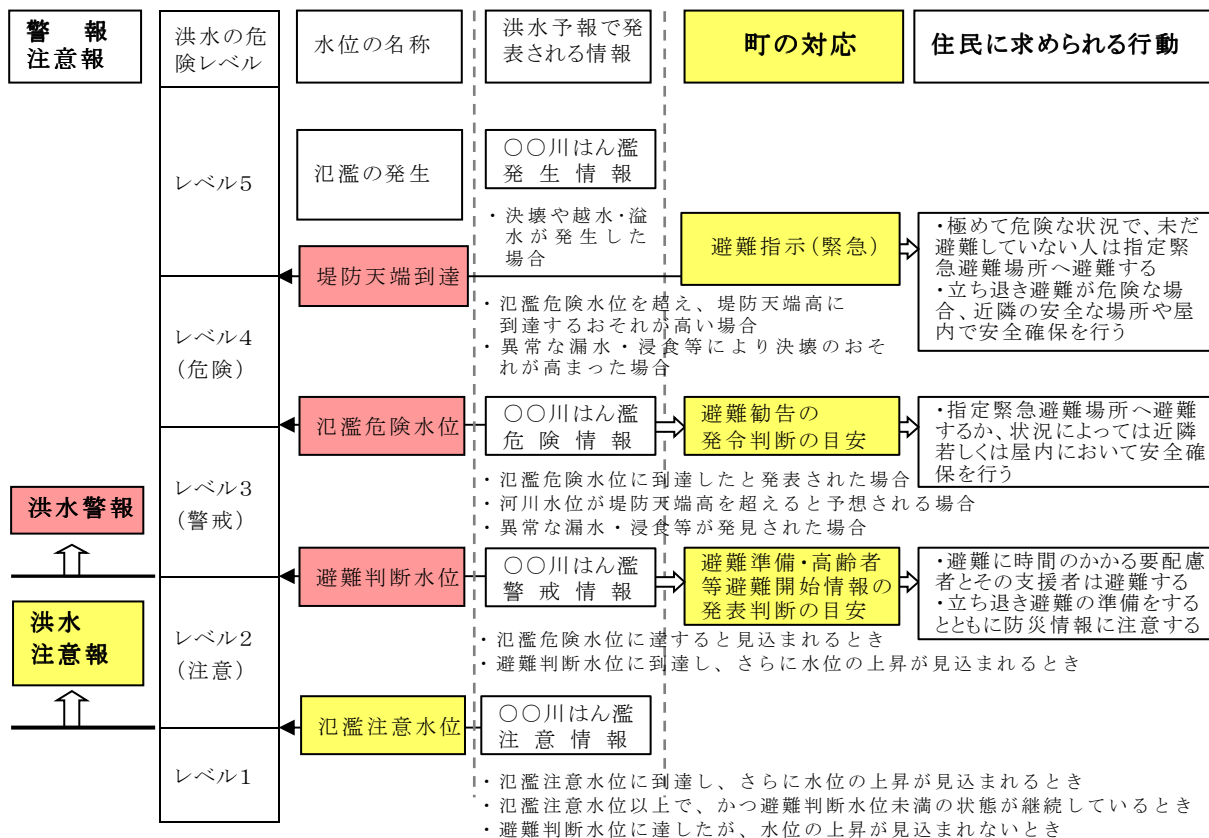 警報
注意報
洪水の危
険レベル
水位の名称
洪水予報で発
表される情報
町の対応
住民に求められる行動
レベル5
氾濫の発生
〇〇川はん濫
発生情報
・決壊や越水・溢
水が発生した
場合
避難指示(緊急)
・極めて危険な状況で、未だ
避難していない人は指定緊
急避難場所へ避難する
・立ち退き避難が危険な場
合、近隣の安全な場所や屋
内で安全確保を行う
堤防天端到達
・氾濫危険水位を超え、堤防天端高に
到達するおそれが高い場合
・異常な漏水・浸食等により決壊のおそ
れが高まった場合
レベル4
(危険)
氾濫危険水位
〇〇川はん濫
危険情報
避難勧告の
発令判断の目安
・指定緊急避難場所へ避難
するか、状況によっては近隣
若しくは屋内において安全確
保を行う
・氾濫危険水位に到達したと発表された場合
・河川水位が堤防天端高を超えると予想される場合
・異常な漏水・浸食等が発見された場合
レベル3
(警戒)
洪水警報
避難判断水位
〇〇川はん濫
警戒情報
避難準備・高齢者
等避難開始情報の
発表判断の目安
・避難に時間のかかる要配慮
者とその支援者は避難する
・立ち退き避難の準備をする
とともに防災情報に注意する
・氾濫危険水位に達すると見込まれるとき
・避難判断水位に到達し、さらに水位の上昇が見込まれるとき
洪水
注意報
レベル2
(注意)
氾濫注意水位
〇〇川はん濫
注意情報
レベル1
・氾濫注意水位に到達し、さらに水位の上昇が見込まれるとき
・氾濫注意水位以上で、かつ避難判断水位未満の状態が継続しているとき
・避難判断水位に達したが、水位の上昇が見込まれないとき